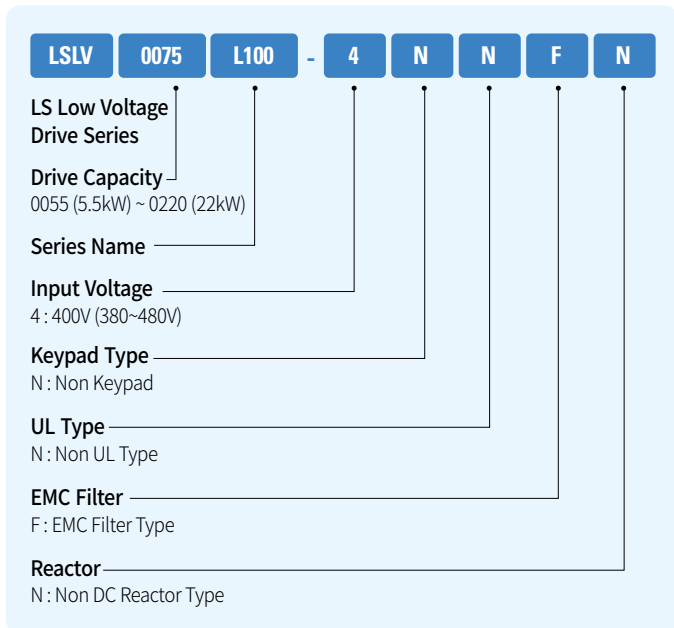 LSLV 0075 L100 - 4 N N F N
LS Low Voltage
Drive Series
Drive Capacity
0055 (5.5kW) ~ 0220 (22kW)
Series Name
Input Voltage
4 : 400V (380~480V)
Keypad Type
N : Non Keypad
UL Type
N : Non UL Type
EMC Filter
F : EMC Filter Type
Reactor
N : Non DC Reactor Type